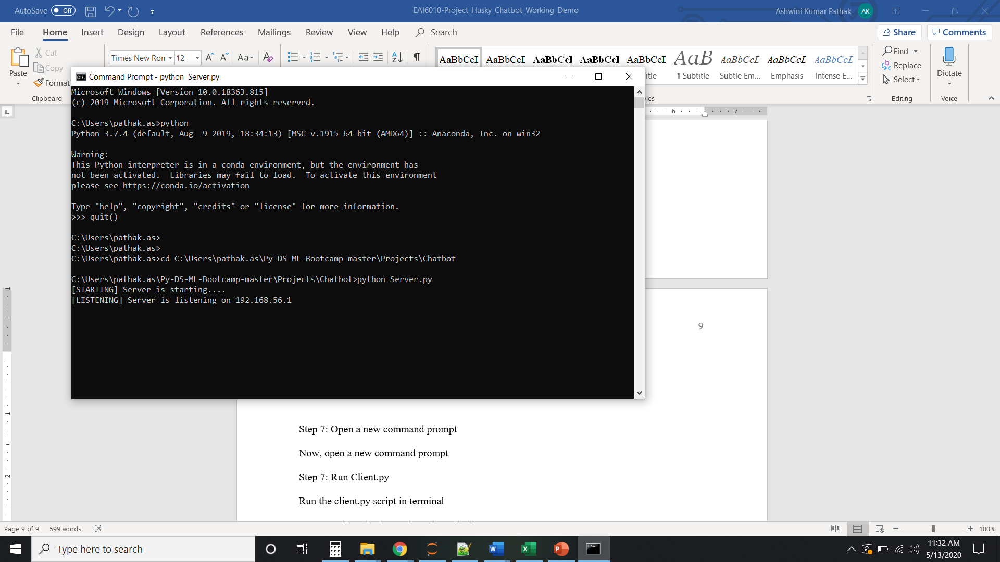 AutoSave Off
EAI6010-Project_Husky_Chatbot_Working_Demo
Ashwini Kumar Pathak AK
File Home Insert Design Layout References Mailings Review View Help Search Share Comments
Paste
Cut
Copy
Format
Clipboard
Times New Ror 12
Aa
AaBbCcI AaBbCcI AaBbCcI AaBbCcI AaBbCcI AaB AaBbCcL AaBbCcL AaBbCcL
itle ¶ Subtitle Subtle Em... Emphasis Intense E...
yles
Find
Replace
Select
Editing
Dictate
Voice
6 7
Command Prompt - python  Server.py
Microsoft Windows [Version 10.0.18363.815]
(c) 2019 Microsoft Corporation. All rights reserved.
C:\Users\pathak.as>python
Python 3.7.4 (default, Aug  9 2019, 18:34:13) [MSC v.1915 64 bit (AMD64)] :: Anaconda, Inc. on win32
Warning:
This Python interpreter is in a conda environment, but the environment has
not been activated.  Libraries may fail to load.  To activate this environment
please see https://conda.io/activation
Type "help", "copyright", "credits" or "license" for more information.
>>> quit()
C:\Users\pathak.as>
C:\Users\pathak.as>
C:\Users\pathak.as>cd C:\Users\pathak.as\Py-DS-ML-Bootcamp-master\Projects\Chatbot
C:\Users\pathak.as\Py-DS-ML-Bootcamp-master\Projects\Chatbot>python Server.py
[STARTING] Server is starting....
[LISTENING] Server is listening on 192.168.56.1
9
Step 7: Open a new command prompt
Now, open a new command prompt
Step 7: Run Client.py
Run the client.py script in terminal
Page 9 of 9 599 words
100%
Type here to search
11:32 AM
5/13/2020